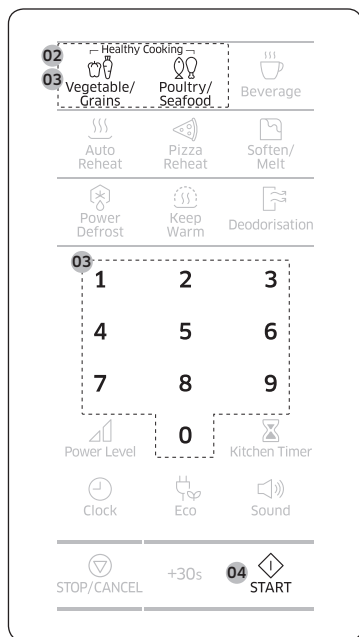 02
Healthy Cooking
03
Vegetable/ Poultry/ Beverage
Grains Seafood
Auto Pizza Soften/
Reheat Reheat Melt
Power Keep Deodorisation
Defrost Warm
03
1 2 3
4 5 6
7 8 9
0
Power Level Kitchen Timer
Clock Eco Sound
STOP/CANCEL +30s 04 START